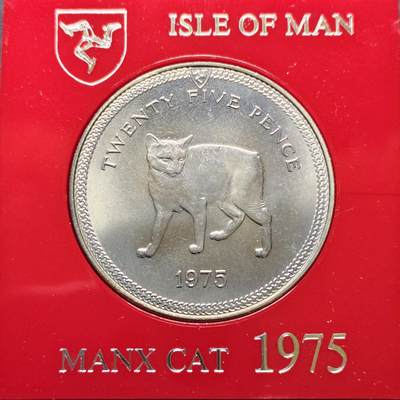 ISLE OF MAN
TWENTY FIVE PENCE
1975
MANX CAT 1975